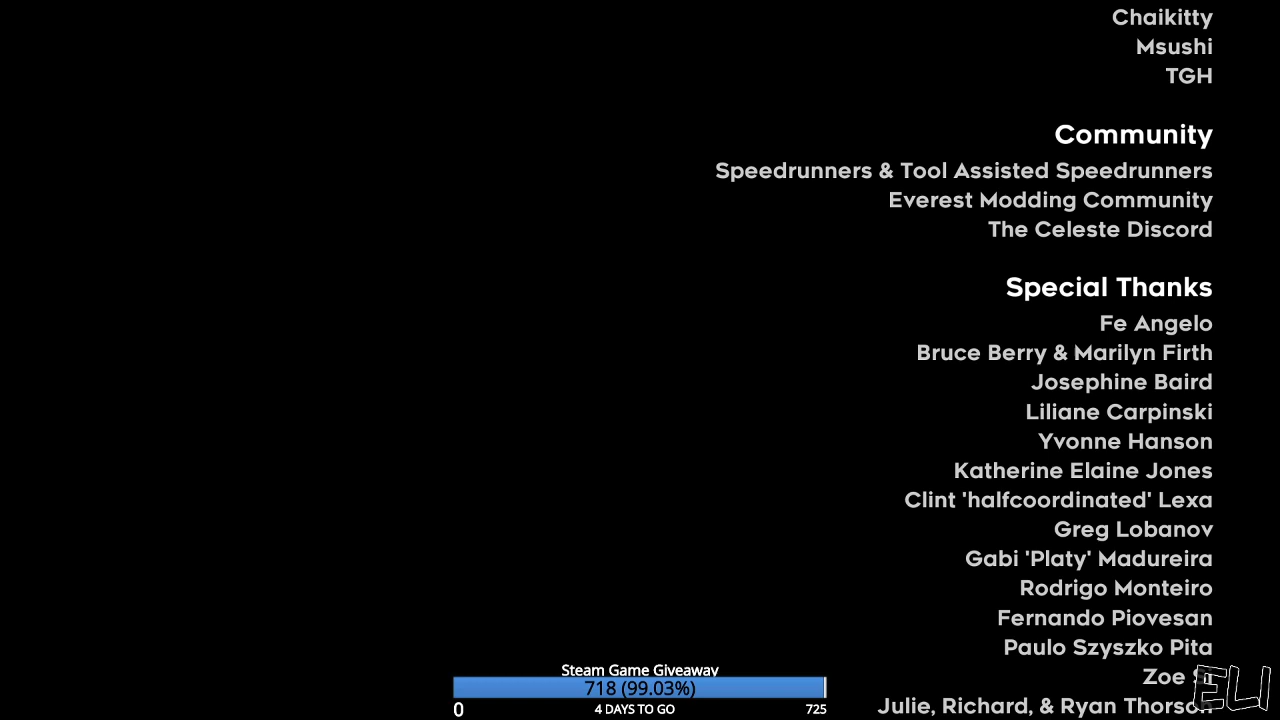 Chaikitty
Msushi
TGH
Community
Speedrunners & Tool Assisted Speedrunners
Everest Modding Community
The Celeste Discord
Special Thanks
Fe Angelo
Bruce Berry & Marilyn Firth
Josephine Baird
Liliane Carpinski
Yvonne Hanson
Katherine Elaine Jones
Clint 'halfcoordinated' Lexa
Greg Lobanov
Gabi 'Platy' Madureira
Rodrigo Monteiro
Fernando Piovesan
Paulo Szyszko Pita
Zoe
ELI
Julie, Richard, & Ryan Thorson
Steam Game Giveaway
718 (99.03%)
0
4 DAYS TO GO
725